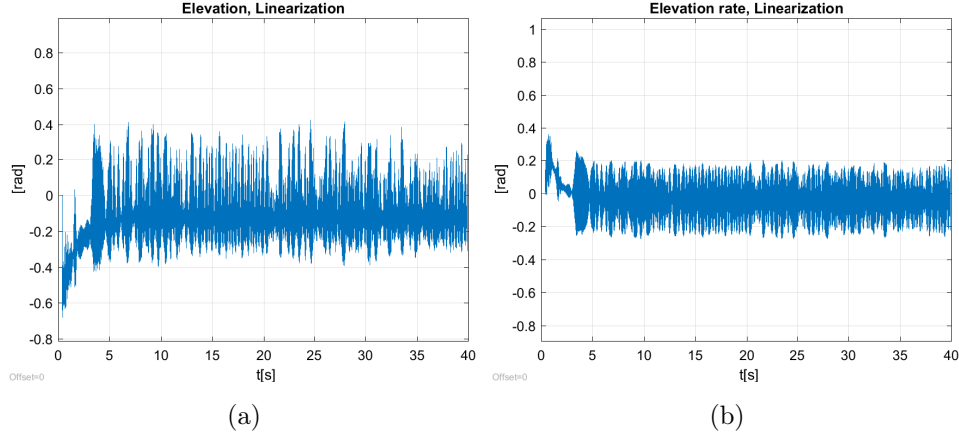 Elevation, Linearization
0.8
0.6
0.4
0.2
0
-0.2
-0.4
-0.6
-0.8
[rad]
0 5 10 15 20 25 30 35 40
t[s]
Offset=0
(a)
Elevation rate, Linearization
1
0.8
0.6
0.4
0.2
0
-0.2
-0.4
-0.6
-0.8
[rad]
0 5 10 15 20 25 30 35 40
t[s]
Offset=0
(b)